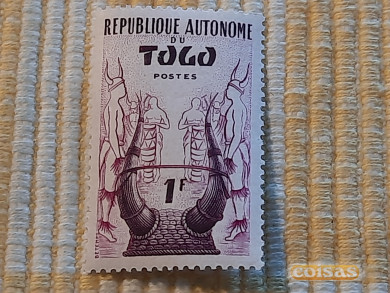 REPUBLIQUE AUTONOME
DU
TOGO
POSTES
1F
coisas